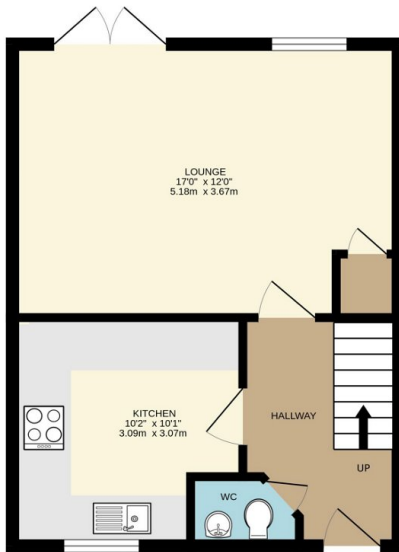 LOUNGE
17'0" x 12'0"
5.18m x 3.67m
KITCHEN
10'2" x 10'1"
3.09m x 3.07m
HALLWAY
UP
WC